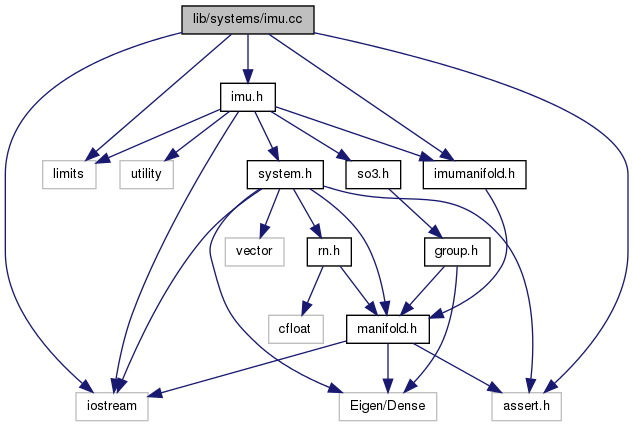 lib/systems/imu.cc
imu.h
limits
utility
system.h
so3.h
imumanifold.h
vector
rn.h
group.h
cfloat
manifold.h
iostream
Eigen/Dense
assert.h